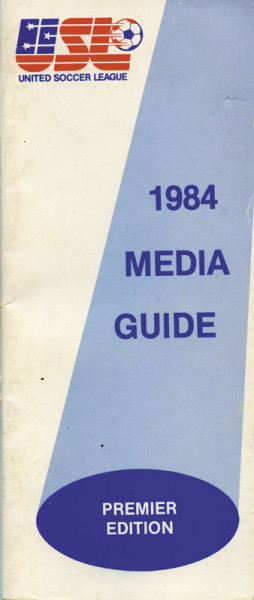 USL
UNITED SOCCER LEAGUE
1984
MEDIA
GUIDE
PREMIER
EDITION